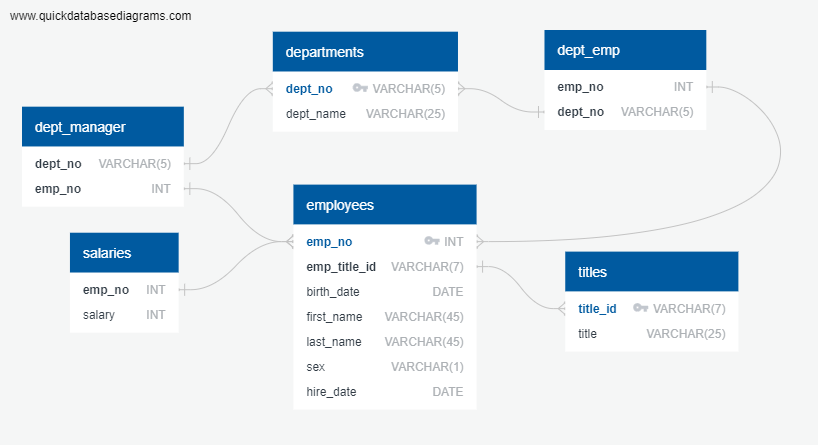 www.quickdatabasediagrams.com
departments
dept_no VARCHAR(5)
dept_name VARCHAR(25)
dept_emp
emp_no INT
dept_no VARCHAR(5)
dept_manager
dept_no VARCHAR(5)
emp_no INT
employees
emp_no INT
emp_title_id VARCHAR(7)
birth_date DATE
first_name VARCHAR(45)
last_name VARCHAR(45)
sex VARCHAR(1)
hire_date DATE
salaries
emp_no INT
salary INT
titles
title_id VARCHAR(7)
title VARCHAR(25)